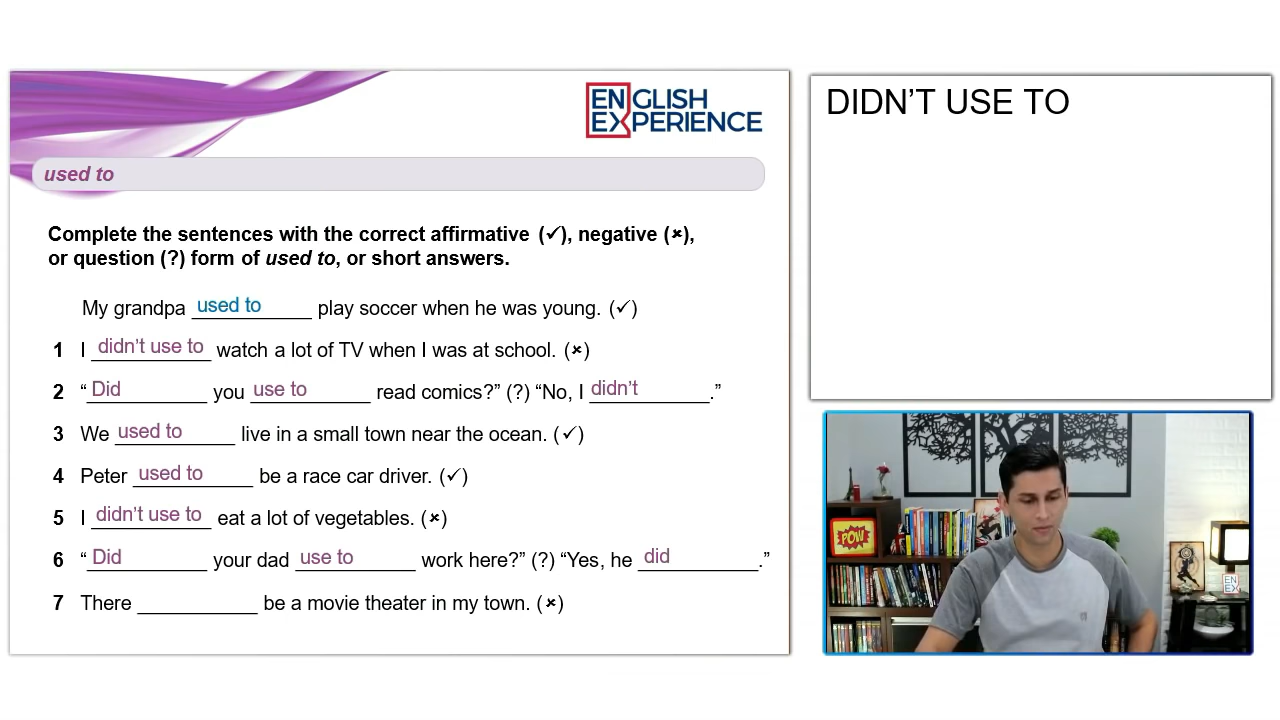 ENGLISH
EXPERIENCE
used to
Complete the sentences with the correct affirmative (✓), negative (×),
or question (?) form of used to, or short answers.
My grandpa used to play soccer when he was young. (✓)
1 I didn’t use to watch a lot of TV when I was at school. (×)
2 “Did you use to read comics?” (?) “No, I didn’t.”
3 We used to live in a small town near the ocean. (✓)
4 Peter used to be a race car driver. (✓)
5 I didn’t use to eat a lot of vegetables. (×)
6 “Did your dad use to work here?” (?) “Yes, he did.”
7 There ___________ be a movie theater in my town. (×)
DIDN’T USE TO
POW
EN
EX